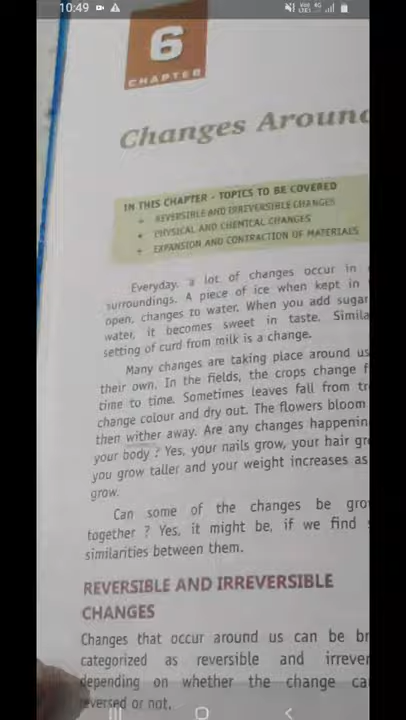 10:49
6
CHAPTER
Changes Around
IN THIS CHAPTER - TOPICS TO BE COVERED
REVERSIBLE AND IRREVERSIBLE CHANGES
PHYSICAL AND CHEMICAL CHANGES
EXPANSION AND CONTRACTION OF MATERIALS
Everyday, a lot of changes occur in
surroundings. A piece of ice when kept in
open, changes to water. When you add sugar
water, it becomes sweet in taste. Simila
setting of curd from milk is a change.
Many changes are taking place around us
their own. In the fields, the crops change f
time to time. Sometimes leaves fall from tr
change colour and dry out. The flowers bloom
then wither away. Are any changes happenin
your body ? Yes, your nails grow, your hair gr
you grow taller and your weight increases as
grow.
Can some of the changes be gro
together ? Yes, it might be, if we find s
similarities between them.
REVERSIBLE AND IRREVERSIBLE
CHANGES
Changes that occur around us can be br
categorized as reversible and irrever
depending on whether the change ca
reversed or not.